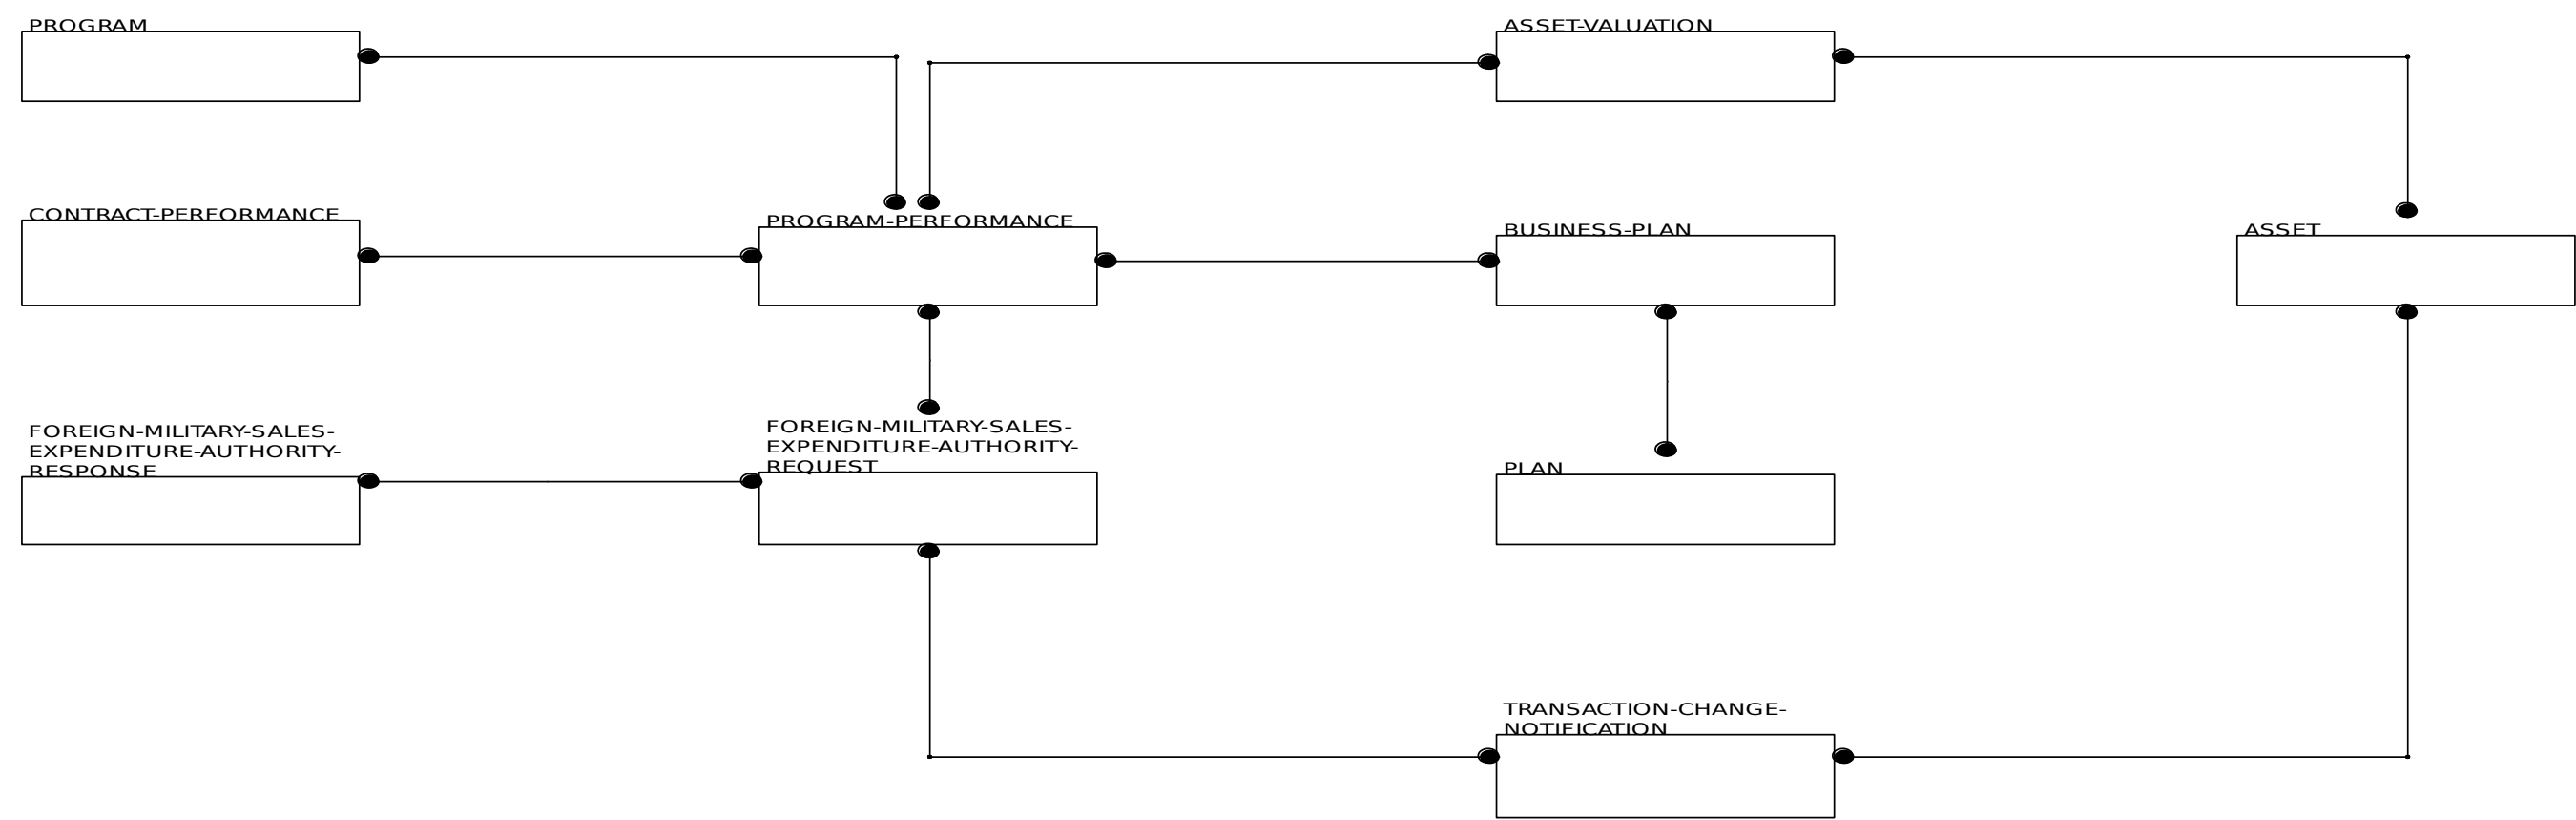 PROGRAM
ASSET-VALUATION
CONTRACT-PERFORMANCE
PROGRAM-PERFORMANCE
BUSINESS-PLAN
ASSET
FOREIGN-MILITARY-SALES-
EXPENDITURE-AUTHORITY-
RESPONSE
FOREIGN-MILITARY-SALES-
EXPENDITURE-AUTHORITY-
REQUEST
PLAN
TRANSACTION-CHANGE-
NOTIFICATION